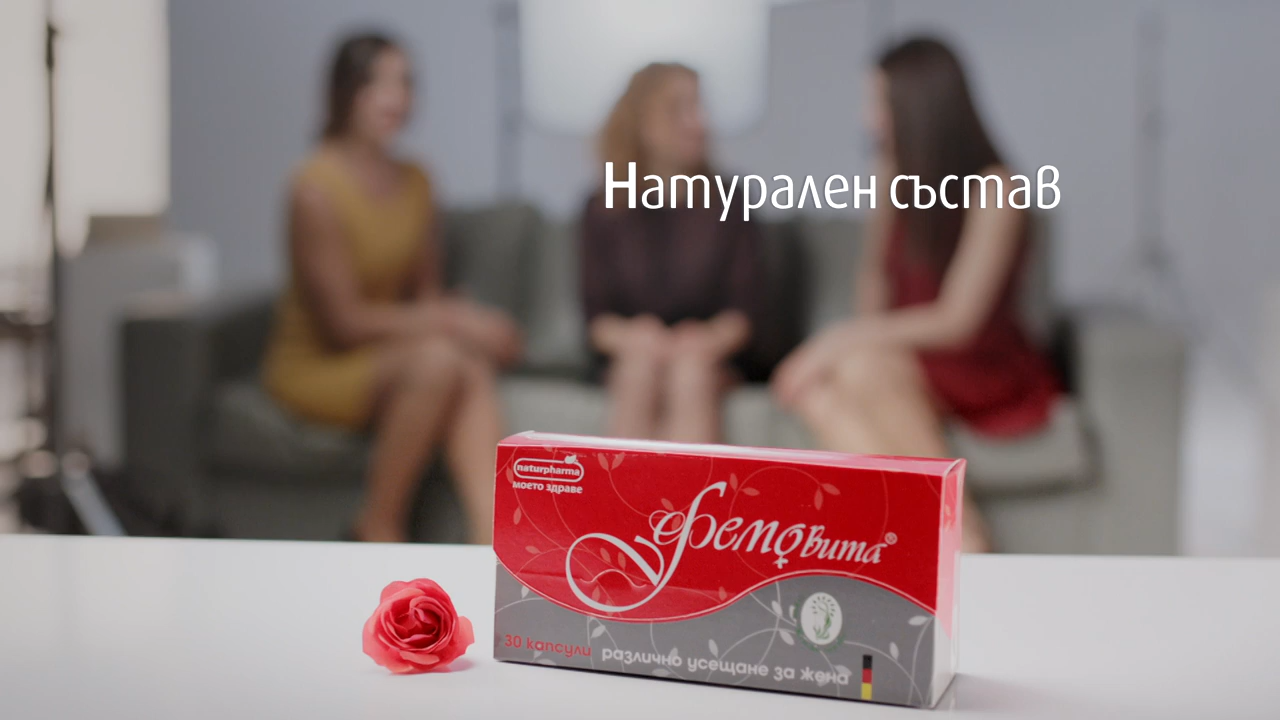 Натурален състав
naturpharma
моето здраве
Фемовита®
30 капсули
различно усещане за жена